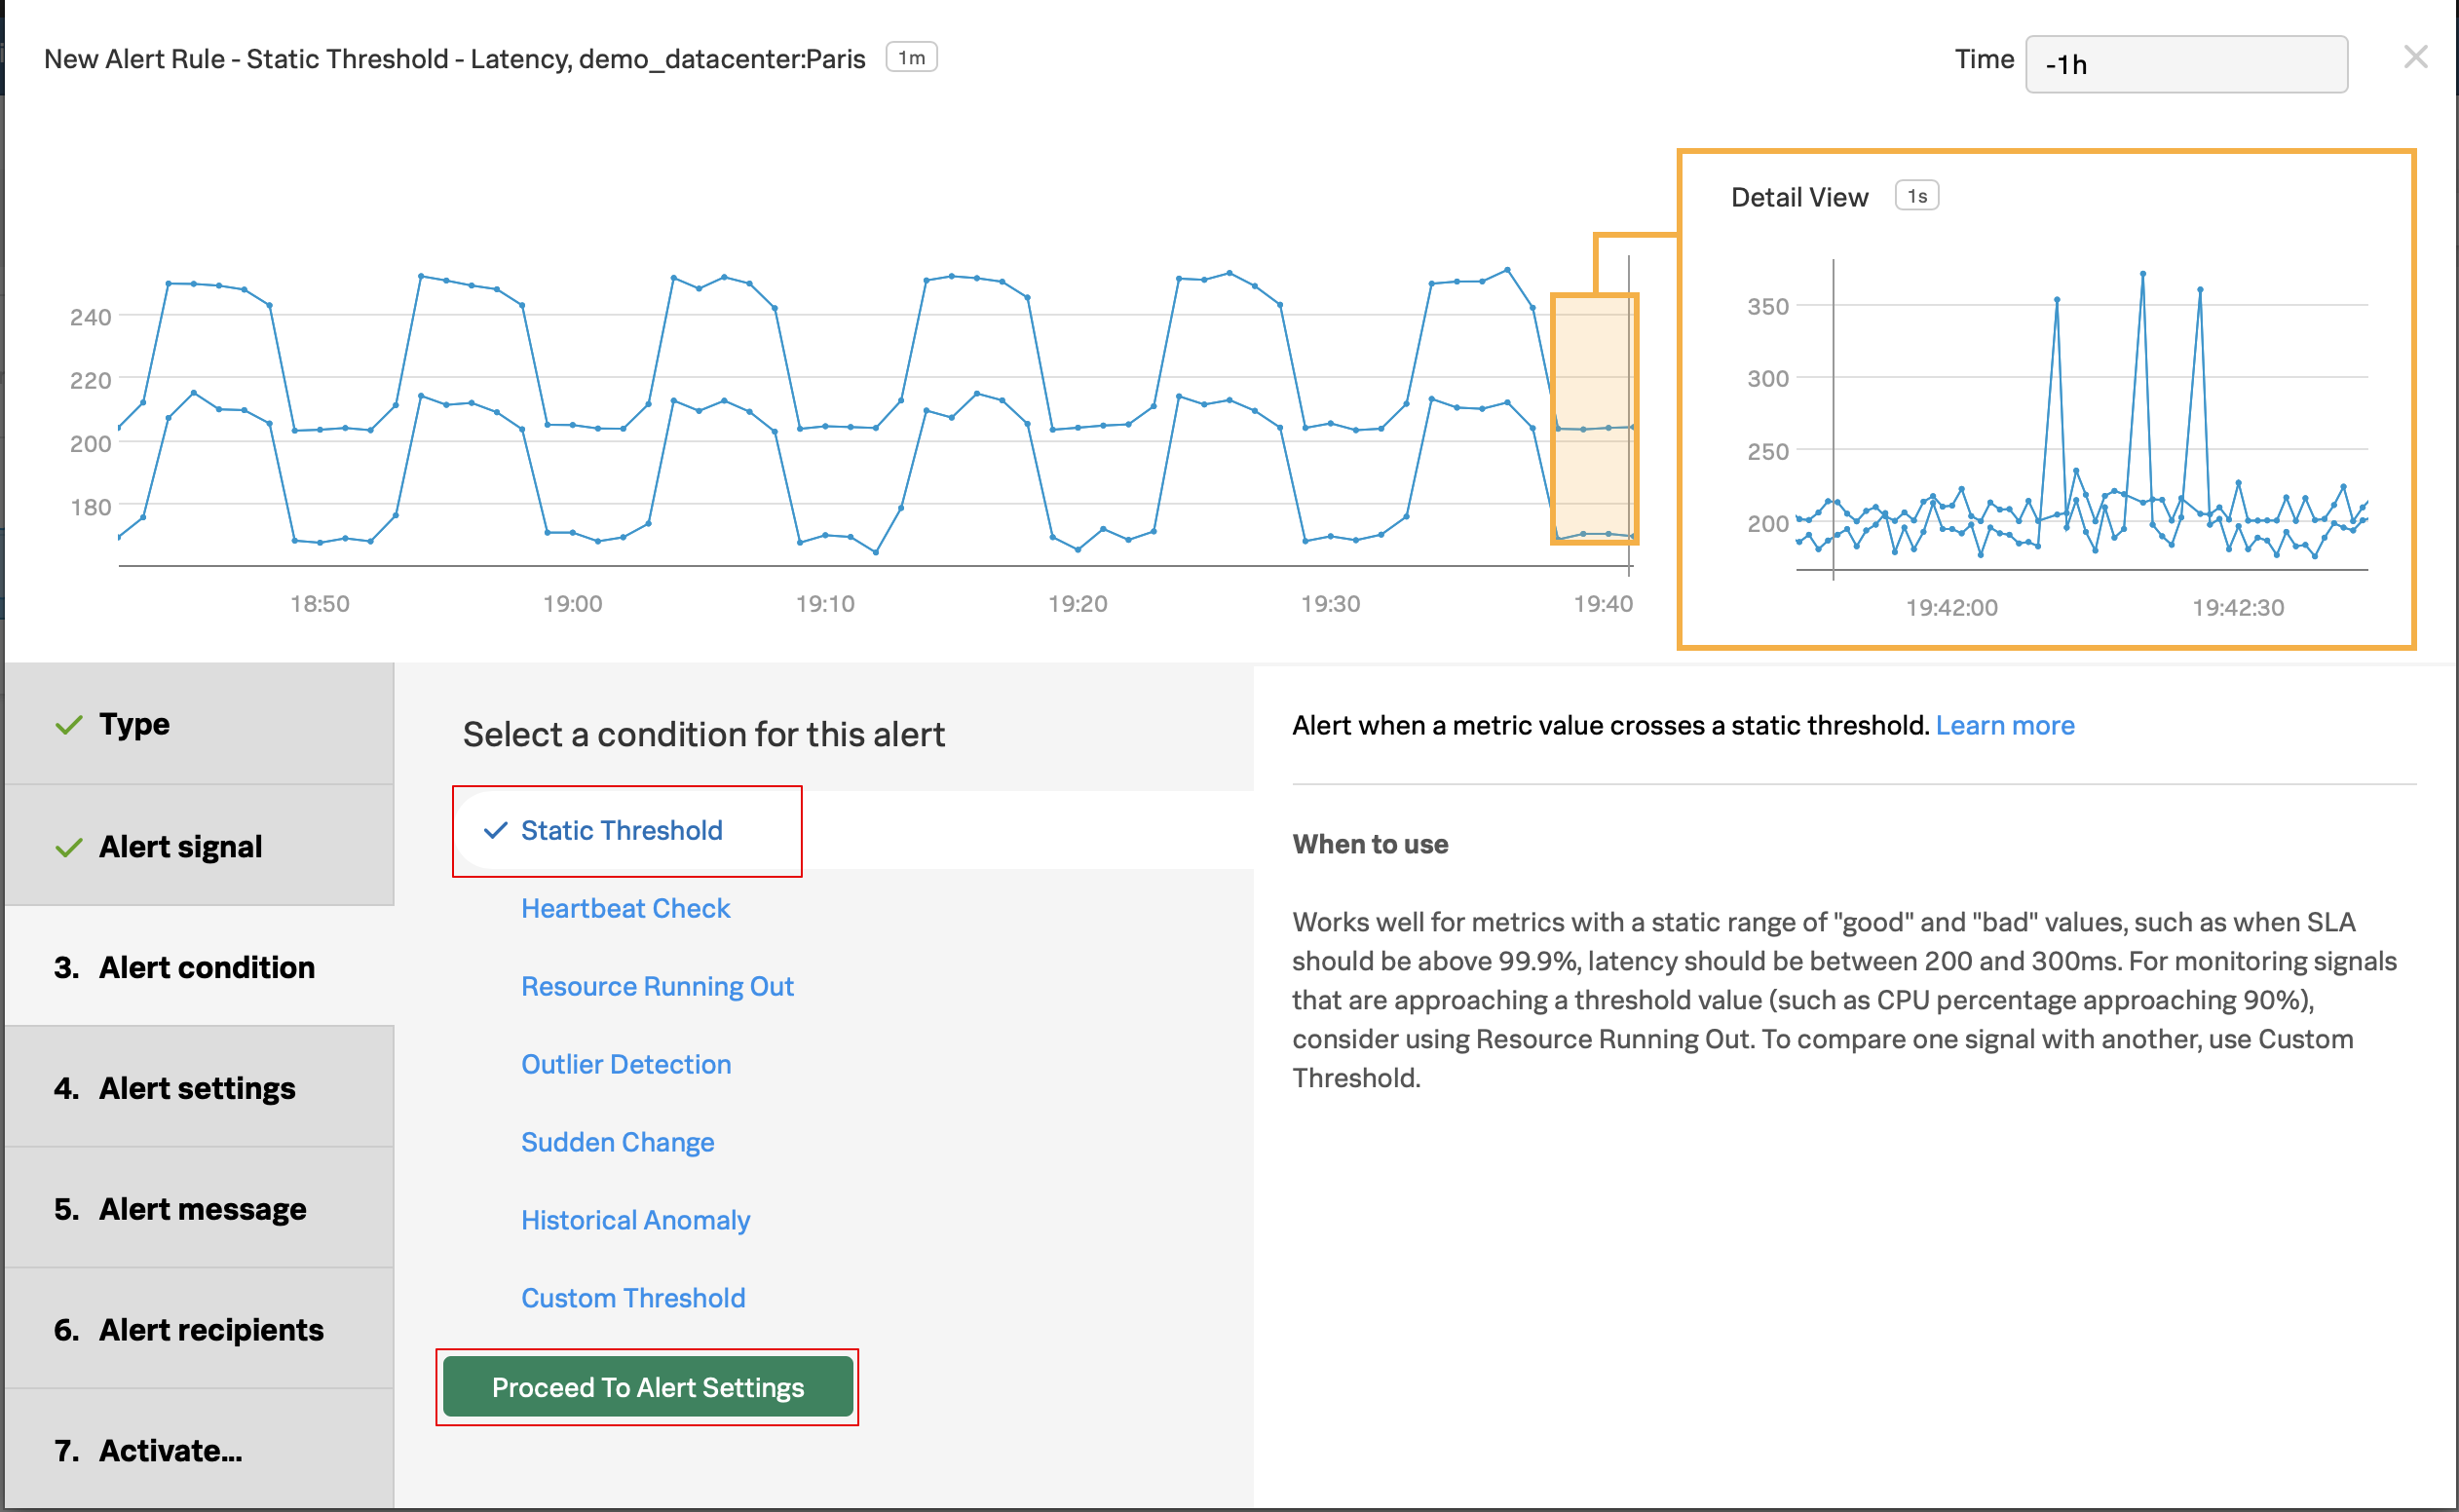 New Alert Rule - Static Threshold - Latency, demo_datacenter:Paris 1m
Time -1h
Detail View 1s
240
220
200
180
18:50 19:00 19:10 19:20 19:30 19:40
350
300
250
200
19:42:00 19:42:30
Type
Alert signal
3. Alert condition
4. Alert settings
5. Alert message
6. Alert recipients
7. Activate...
Select a condition for this alert
Static Threshold
Heartbeat Check
Resource Running Out
Outlier Detection
Sudden Change
Historical Anomaly
Custom Threshold
Proceed To Alert Settings
Alert when a metric value crosses a static threshold. Learn more
When to use
Works well for metrics with a static range of "good" and "bad" values, such as when SLA
should be above 99.9%, latency should be between 200 and 300ms. For monitoring signals
that are approaching a threshold value (such as CPU percentage approaching 90%),
consider using Resource Running Out. To compare one signal with another, use Custom
Threshold.